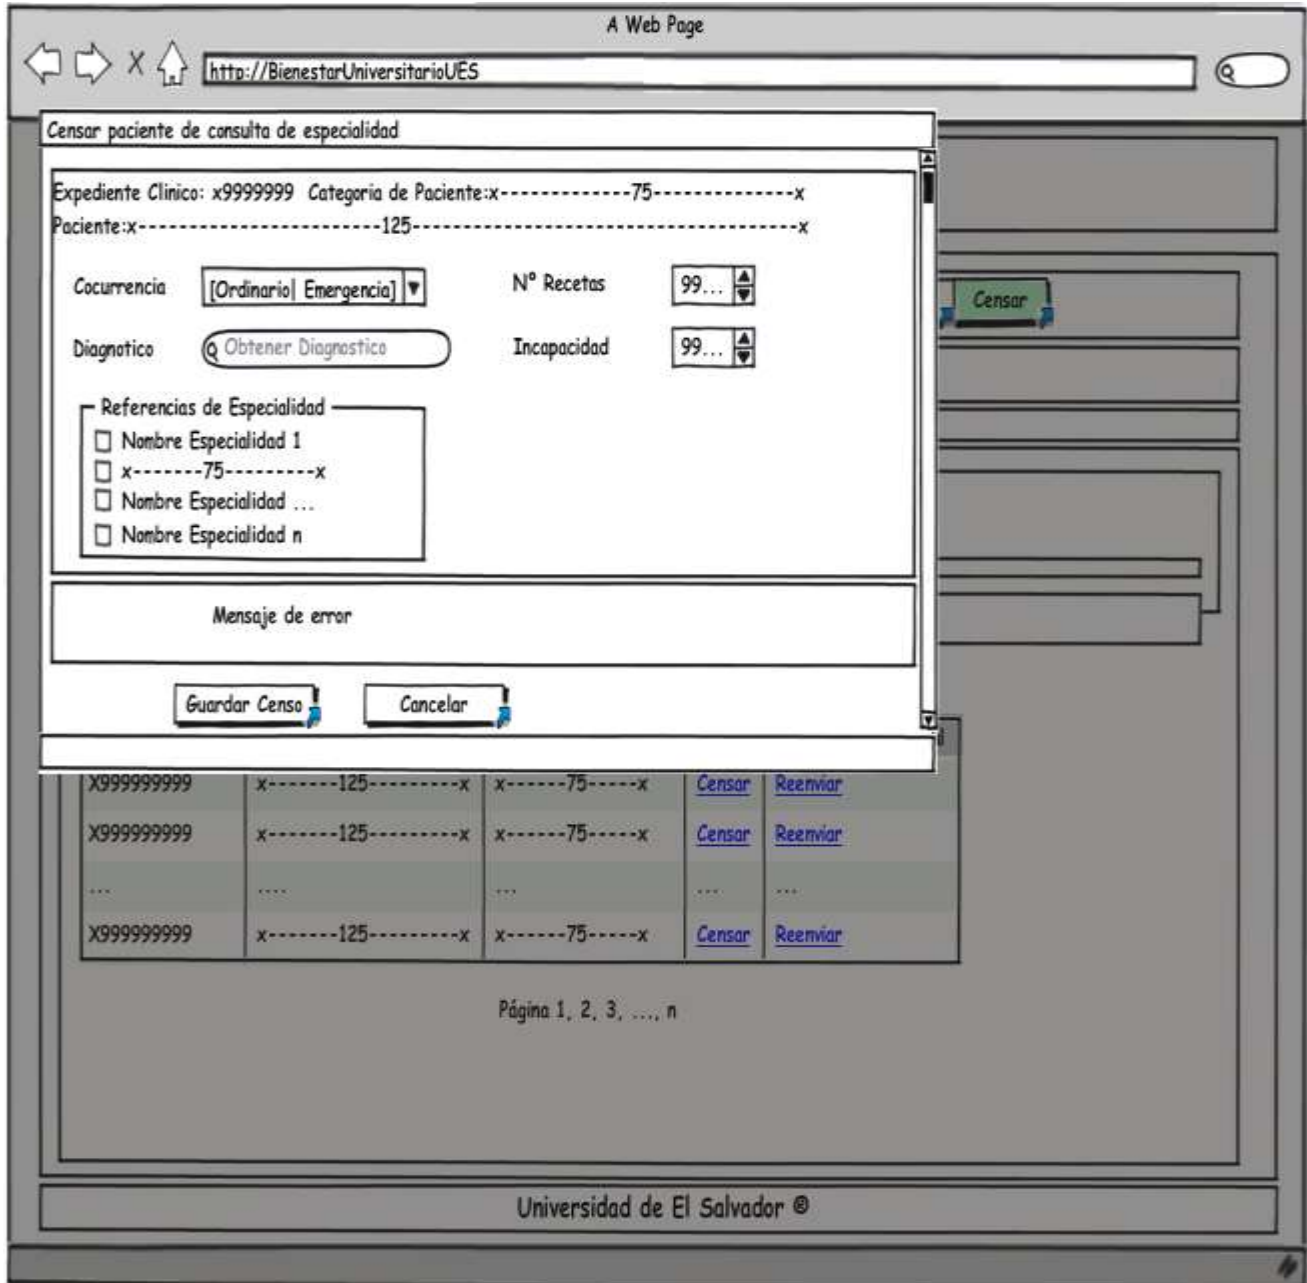 A Web Page
X
http://BienestarUniversitarioUES
Censar paciente de consulta de especialidad
Expediente Clinico: x9999999 Categoria de Paciente:x-------------75--------------x
Paciente:x------------------------125--------------------------------------x
Cocurrencia [Ordinario| Emergencia] N° Recetas 99...
Censar
Diagnotico Obtener Diagnostico Incapacidad 99...
Referencias de Especialidad
Nombre Especialidad 1
x-------75---------x
Nombre Especialidad ...
Nombre Especialidad n
Mensaje de error
Guardar Censo Cancelar
X999999999 x-------125---------x x------75-----x Censar Reenviar
X999999999 x-------125---------x x------75-----x Censar Reenviar
... .... ... ... ...
X999999999 x-------125---------x x------75-----x Censar Reenviar
Página 1, 2, 3, ..., n
Universidad de El Salvador ®